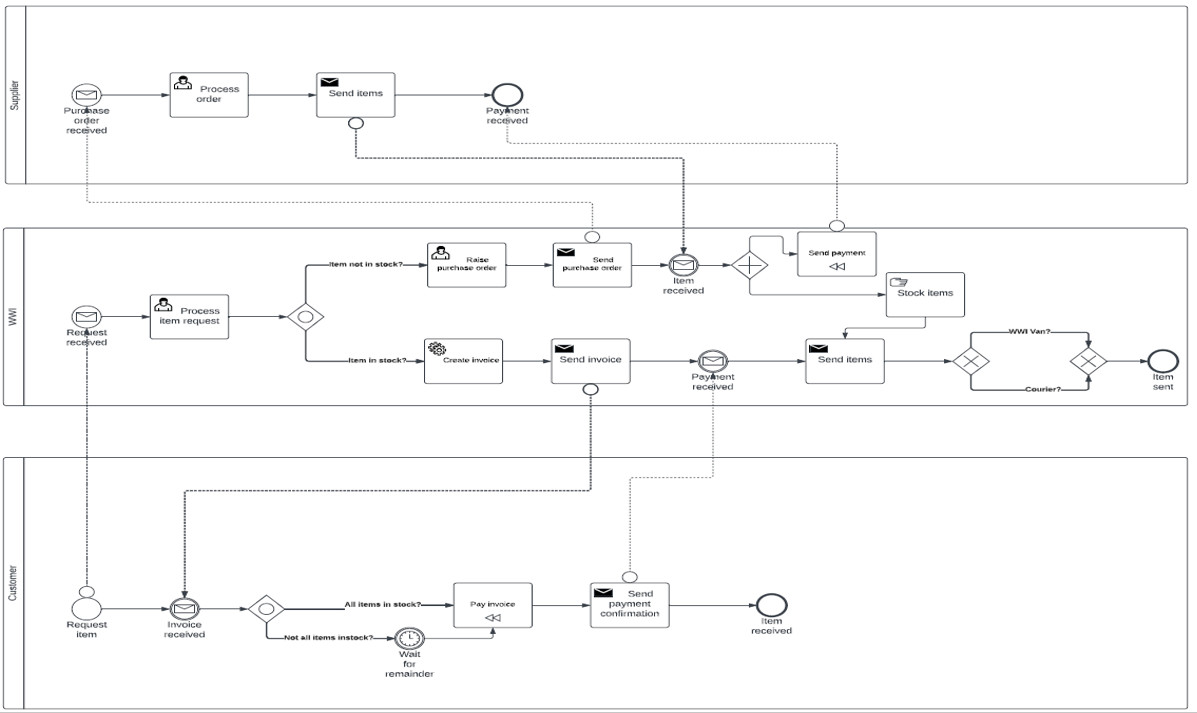 Supplier
Process
order
Send items
Purchase
order
received
Payment
received
WWI
Item not in stock?
Raise
purchase order
Send
purchase order
Item
received
Send payment
Stock items
Request
received
Process
item request
Item in stock?
Create invoice
Send invoice
Payment
received
Send items
WWI Van?
Courier?
Item
sent
Customer
Request
item
Invoice
received
All items in stock?
Not all items instock?
Wait
for
remainder
Pay invoice
Send
payment
confirmation
Item
received